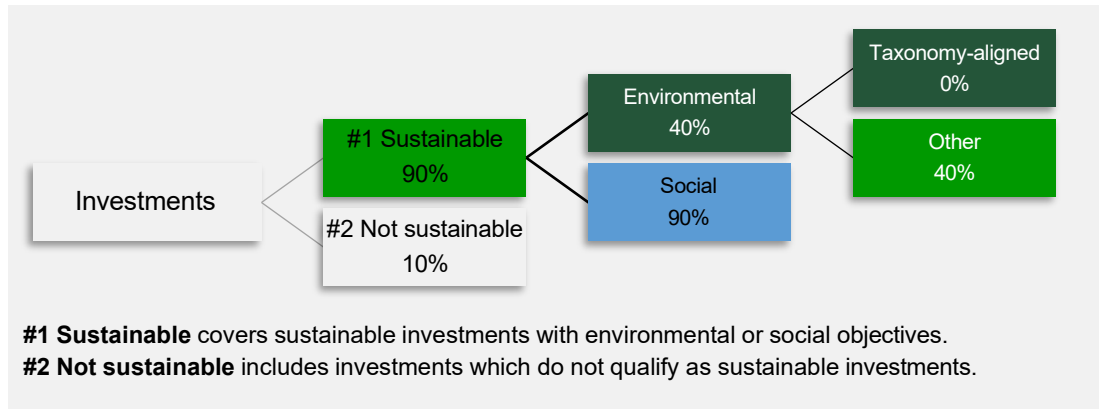 Investments
#1 Sustainable
90%
#2 Not sustainable
10%
Environmental
40%
Social
90%
Taxonomy-aligned
0%
Other
40%
#1 Sustainable covers sustainable investments with environmental or social objectives.
#2 Not sustainable includes investments which do not qualify as sustainable investments.